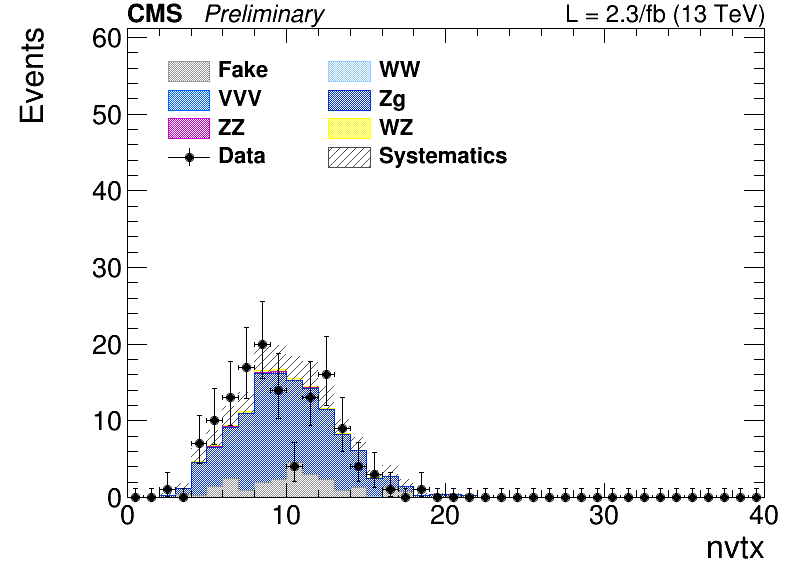 CMS Preliminary L = 2.3/fb (13 TeV)
Events
60
50
40
30
20
10
0
Fake WW
VVV Zg
ZZ WZ
Data Systematics
0 10 20 30 40
nvtx